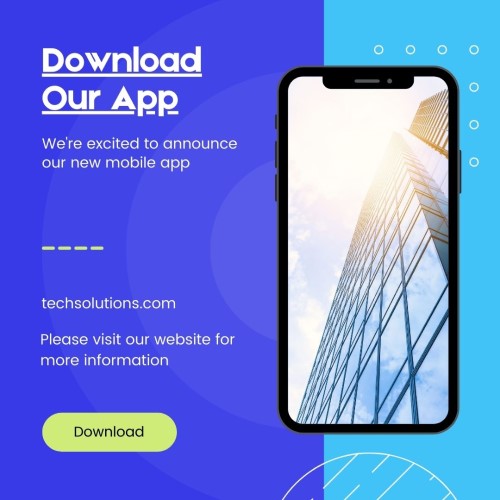 Download
Our App
We're excited to announce
our new mobile app
techsolutions.com
Please visit our website for
more information
Download